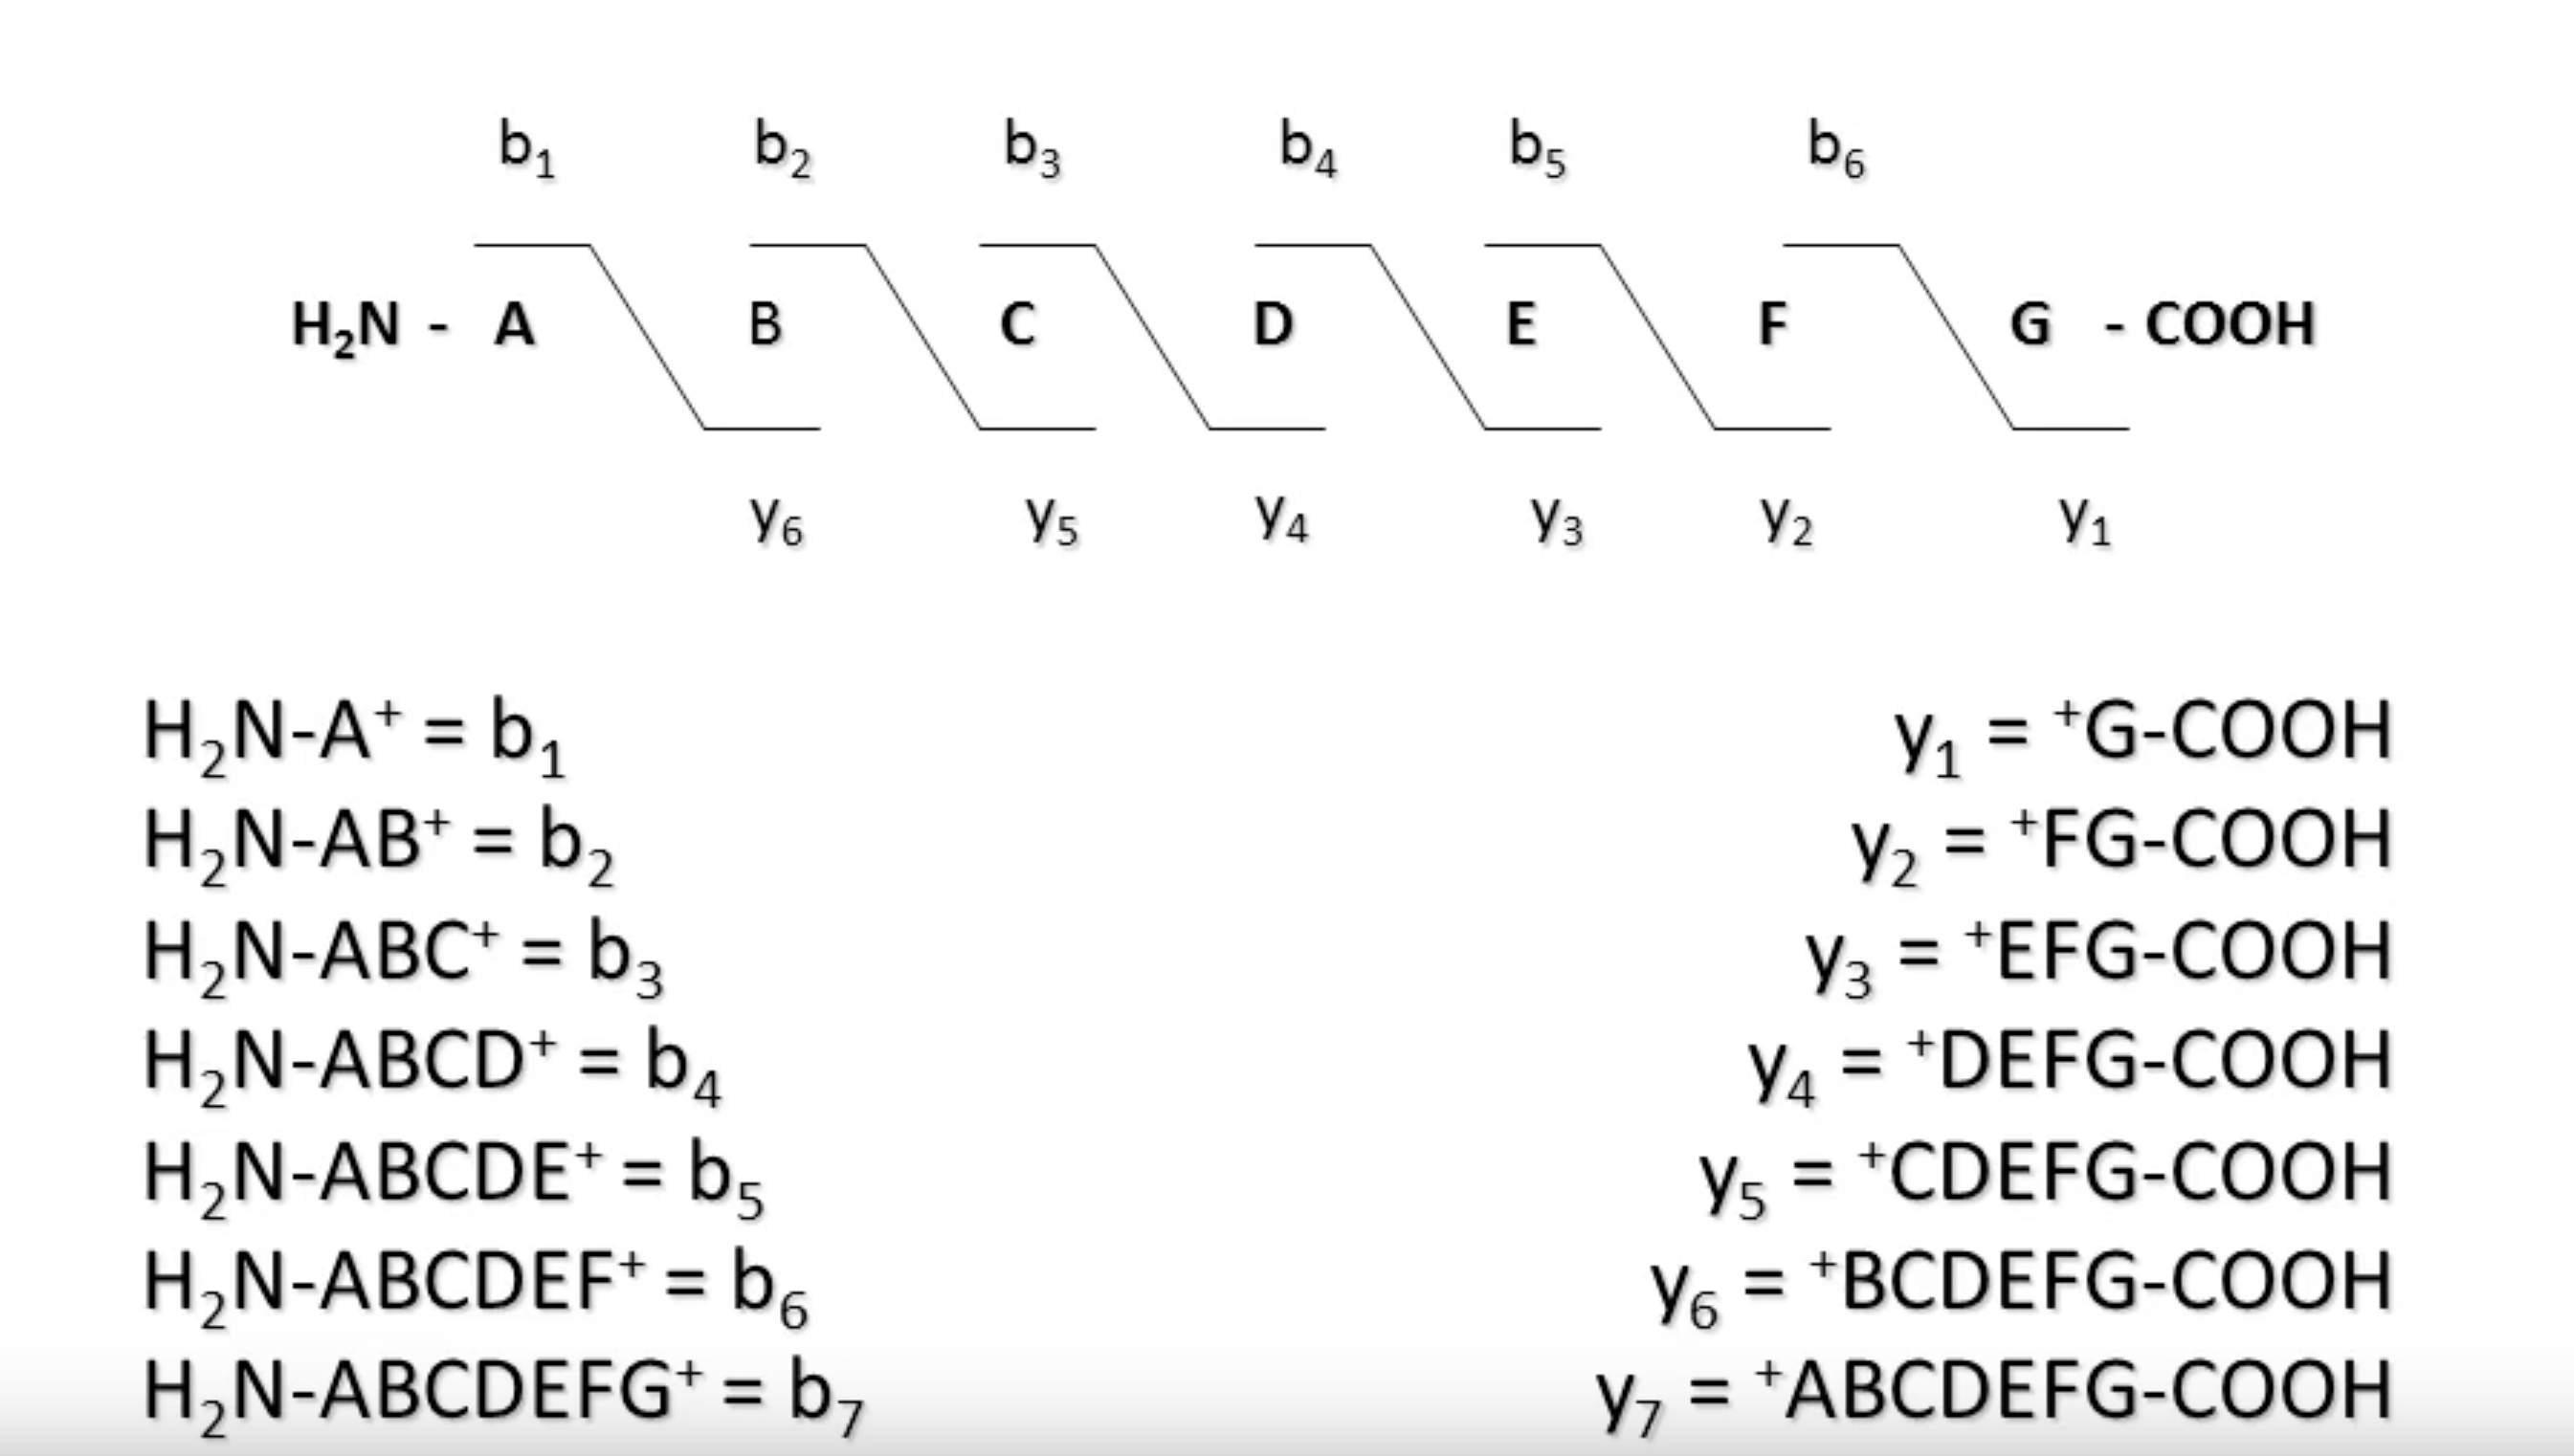 b₁ b₂ b₃ b₄ b₅ b₆
H₂N - A B C D E F G - COOH
y₆ y₅ y₄ y₃ y₂ y₁
H₂N-A⁺ = b₁
H₂N-AB⁺ = b₂
H₂N-ABC⁺ = b₃
H₂N-ABCD⁺ = b₄
H₂N-ABCDE⁺ = b₅
H₂N-ABCDEF⁺ = b₆
H₂N-ABCDEFG⁺ = b₇
y₁ = ⁺G-COOH
y₂ = ⁺FG-COOH
y₃ = ⁺EFG-COOH
y₄ = ⁺DEFG-COOH
y₅ = ⁺CDEFG-COOH
y₆ = ⁺BCDEFG-COOH
y₇ = ⁺ABCDEFG-COOH